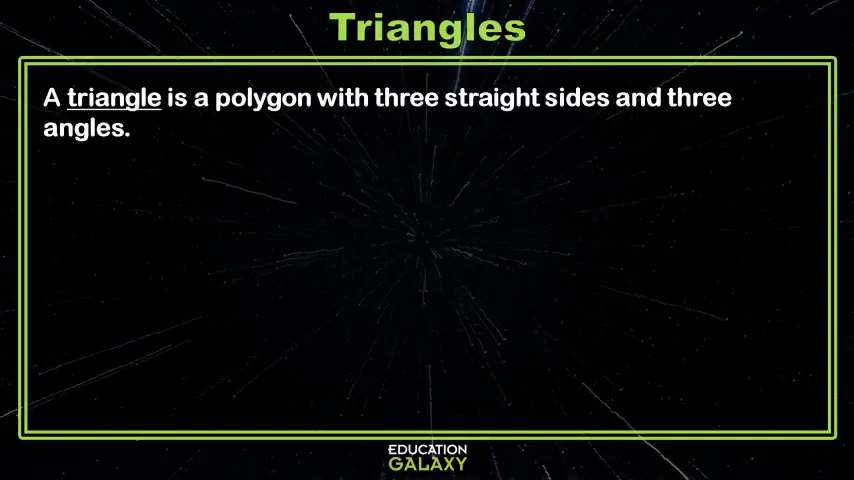 Triangles
A triangle is a polygon with three straight sides and three
angles.
EDUCATION
GALAXY